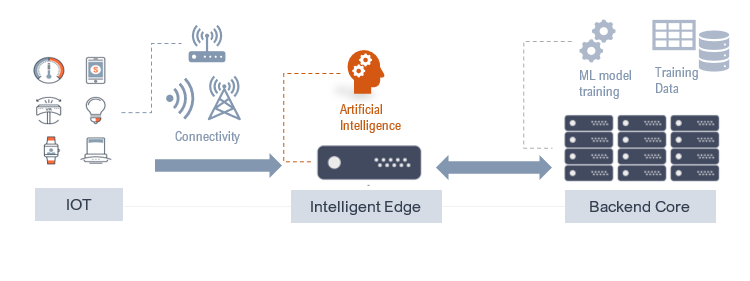 Connectivity
Artificial
Intelligence
ML model
training
Training
Data
IOT
Intelligent Edge
Backend Core